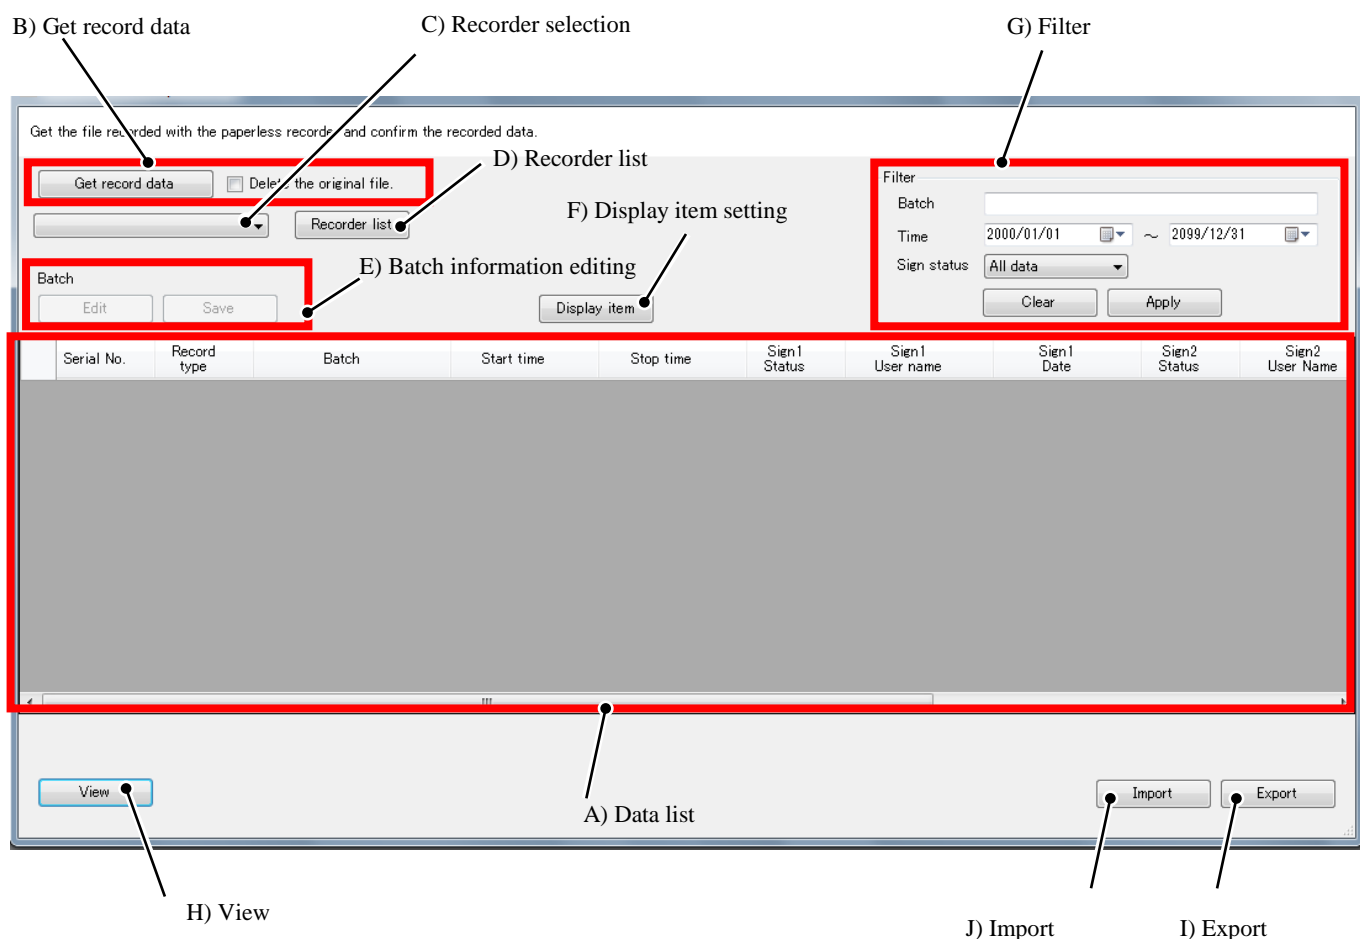 B) Get record data
C) Recorder selection
G) Filter
Get the file recorded with the paperless recorder and confirm the recorded data.
D) Recorder list
Get record data
Delete the original file.
Filter
Batch
F) Display item setting
Recorder list
Time 2000/01/01 ～ 2099/12/31
E) Batch information editing
Sign status All data
Batch
Edit Save
Display item
Clear Apply
Serial No.
Record type
Batch
Start time
Stop time
Sign1 Status
Sign1 User name
Sign1 Date
Sign2 Status
Sign2 User Name
View
Import
Export
A) Data list
H) View
J) Import
I) Export